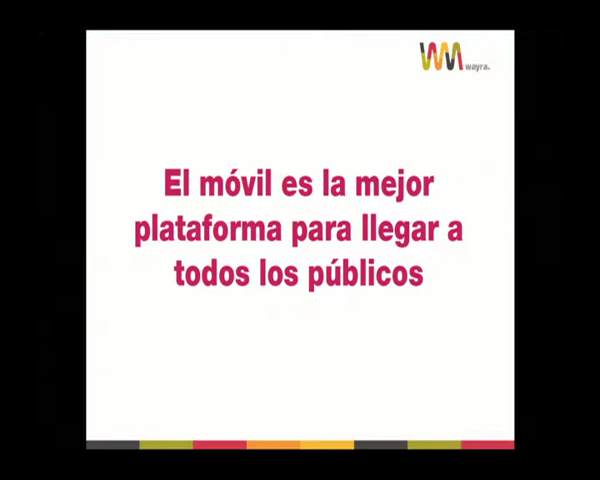 wayra.
El móvil es la mejor
plataforma para llegar a
todos los públicos